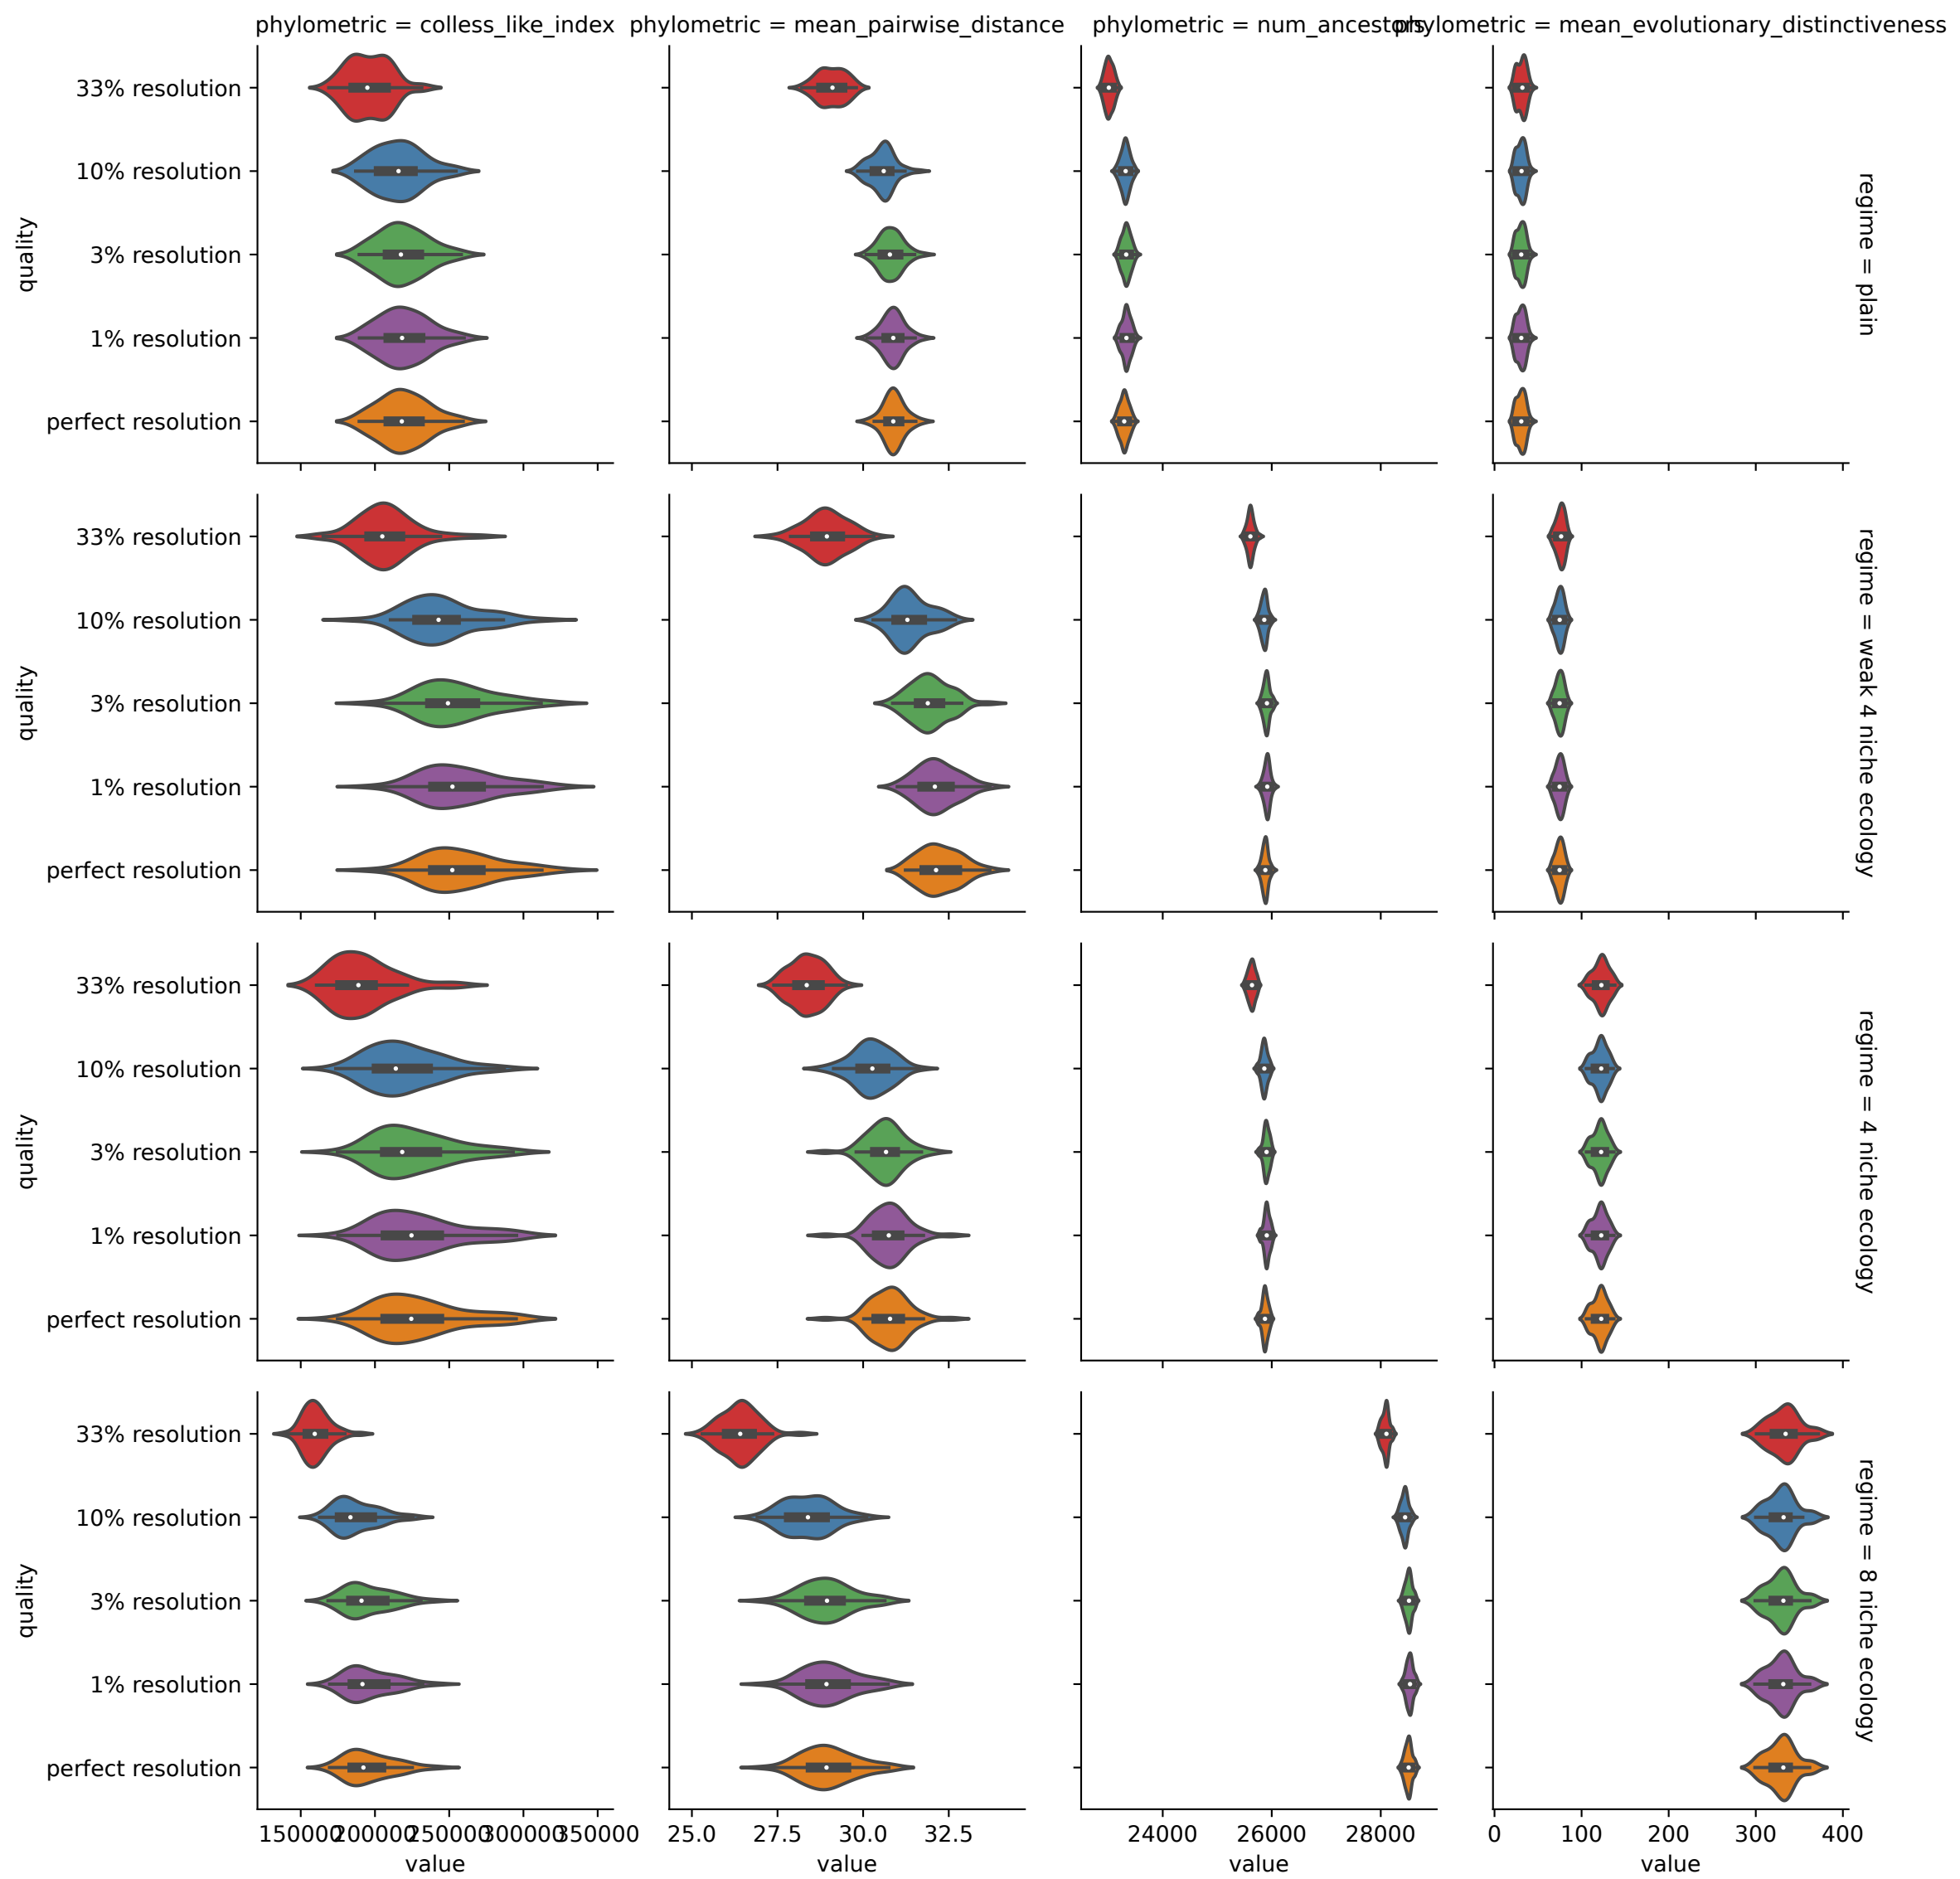 phylometric = colless_like_index
phylometric = mean_pairwise_distance
phylometric = num_ancestors
phylometric = mean_evolutionary_distinctiveness
quality
33% resolution
10% resolution
3% resolution
1% resolution
perfect resolution
regime = plain
quality
33% resolution
10% resolution
3% resolution
1% resolution
perfect resolution
regime = weak 4 niche ecology
quality
33% resolution
10% resolution
3% resolution
1% resolution
perfect resolution
regime = 4 niche ecology
quality
33% resolution
10% resolution
3% resolution
1% resolution
perfect resolution
regime = 8 niche ecology
150000 200000 250000 300000 350000
value
25.0 27.5 30.0 32.5
value
24000 26000 28000
value
0 100 200 300 400
value